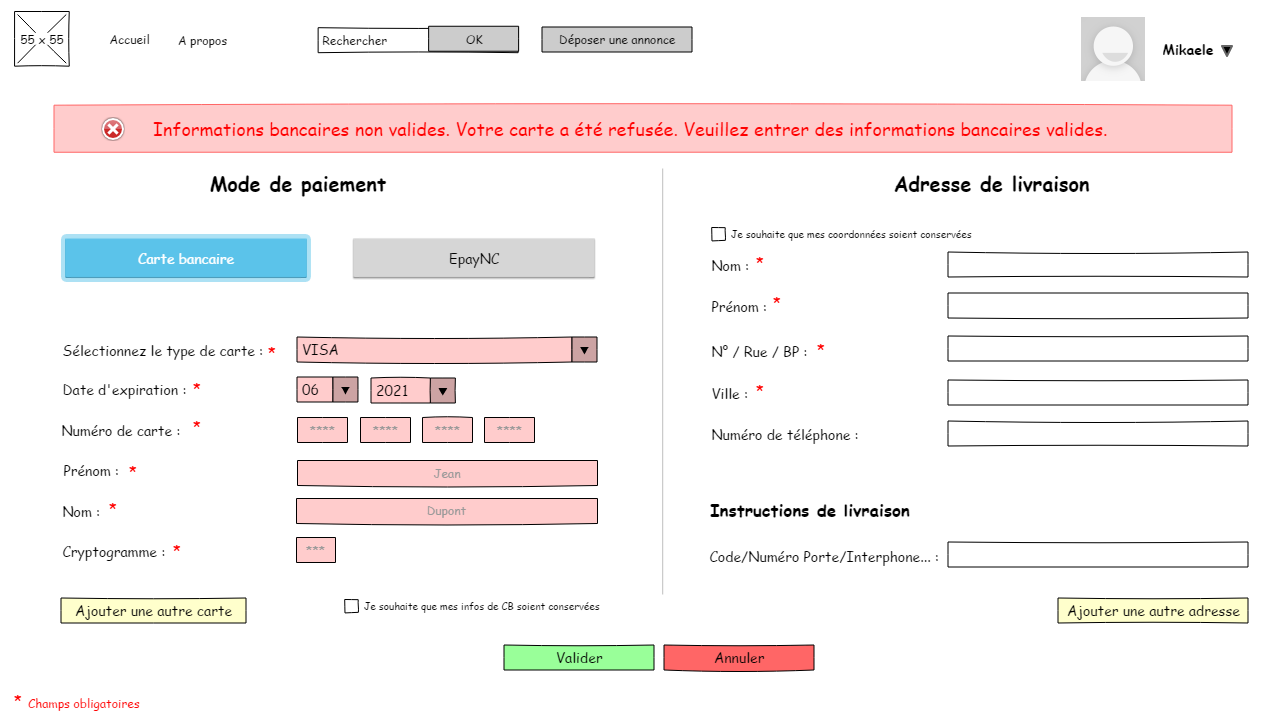 55 x 55
Accueil
A propos
Rechercher
OK
Déposer une annonce
Mikaele
Informations bancaires non valides. Votre carte a été refusée. Veuillez entrer des informations bancaires valides.
Mode de paiement
Carte bancaire
EpayNC
Sélectionnez le type de carte : *
VISA
Date d'expiration : *
06
2021
Numéro de carte : *
**** **** **** ****
Prénom : *
Jean
Nom : *
Dupont
Cryptogramme : *
***
Ajouter une autre carte
Je souhaite que mes infos de CB soient conservées
Adresse de livraison
Je souhaite que mes coordonnées soient conservées
Nom : *
Prénom : *
N° / Rue / BP : *
Ville : *
Numéro de téléphone :
Instructions de livraison
Code/Numéro Porte/Interphone... :
Ajouter une autre adresse
Valider
Annuler
* Champs obligatoires